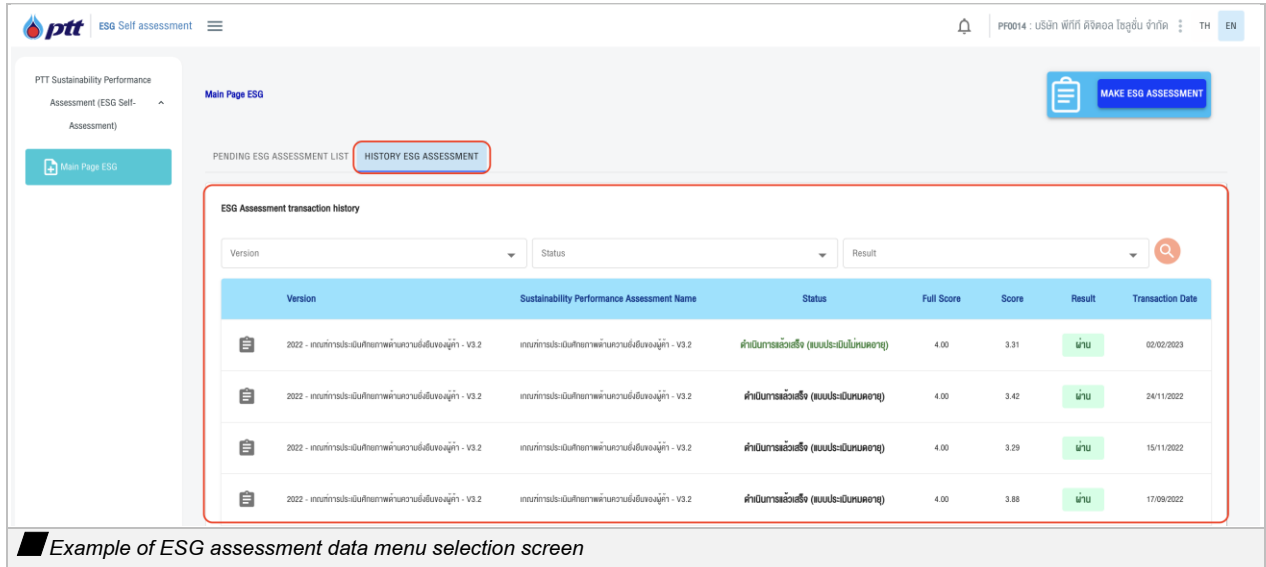 ptt ESG Self assessment PF0014 : บริษัท พีทีที ดิจิตอล โซลูชั่น จำกัด TH EN
PTT Sustainability Performance
Assessment (ESG Self-
Assessment)
Main Page ESG
Main Page ESG
MAKE ESG ASSESSMENT
PENDING ESG ASSESSMENT LIST HISTORY ESG ASSESSMENT
ESG Assessment transaction history
Version Status Result
Version Sustainability Performance Assessment Name Status Full Score Score Result Transaction Date
2022 - เกณฑ์การประเมินศักยภาพด้านความยั่งยืนของผู้ค้า - V3.2 เกณฑ์การประเมินศักยภาพด้านความยั่งยืนของผู้ค้า - V3.2 ดำเนินการแล้วเสร็จ (แบบประเมินไม่หมดอายุ) 4.00 3.31 ผ่าน 02/02/2023
2022 - เกณฑ์การประเมินศักยภาพด้านความยั่งยืนของผู้ค้า - V3.2 เกณฑ์การประเมินศักยภาพด้านความยั่งยืนของผู้ค้า - V3.2 ดำเนินการแล้วเสร็จ (แบบประเมินหมดอายุ) 4.00 3.42 ผ่าน 24/11/2022
2022 - เกณฑ์การประเมินศักยภาพด้านความยั่งยืนของผู้ค้า - V3.2 เกณฑ์การประเมินศักยภาพด้านความยั่งยืนของผู้ค้า - V3.2 ดำเนินการแล้วเสร็จ (แบบประเมินหมดอายุ) 4.00 3.29 ผ่าน 15/11/2022
2022 - เกณฑ์การประเมินศักยภาพด้านความยั่งยืนของผู้ค้า - V3.2 เกณฑ์การประเมินศักยภาพด้านความยั่งยืนของผู้ค้า - V3.2 ดำเนินการแล้วเสร็จ (แบบประเมินหมดอายุ) 4.00 3.88 ผ่าน 17/09/2022
Example of ESG assessment data menu selection screen